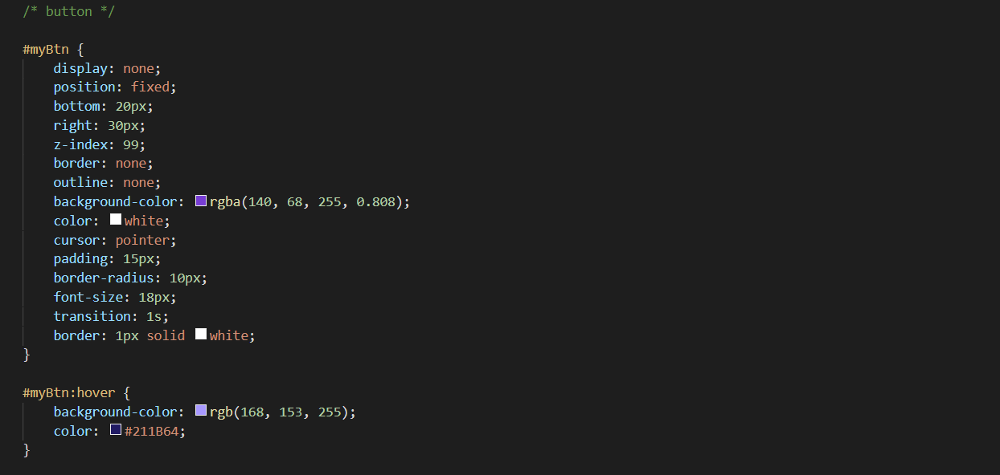 /* button */
#myBtn {
display: none;
position: fixed;
bottom: 20px;
right: 30px;
z-index: 99;
border: none;
outline: none;
background-color: rgba(140, 68, 255, 0.808);
color: white;
cursor: pointer;
padding: 15px;
border-radius: 10px;
font-size: 18px;
transition: 1s;
border: 1px solid white;
}
#myBtn:hover {
background-color: rgb(168, 153, 255);
color: #211B64;
}